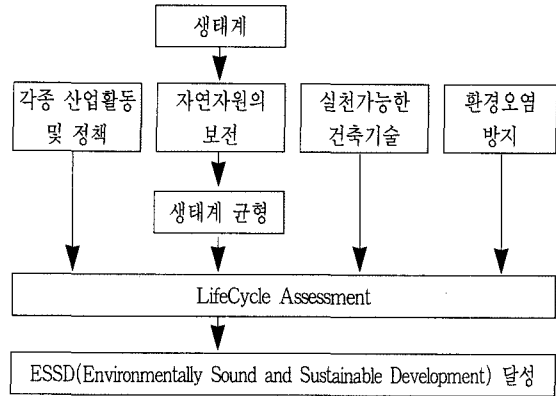 생태계
각종 산업활동
및 정책
자연자원의
보전
실천가능한
건축기술
환경오염
방지
생태계 균형
LifeCycle Assessment
ESSD(Environmentally Sound and Sustainable Development) 달성